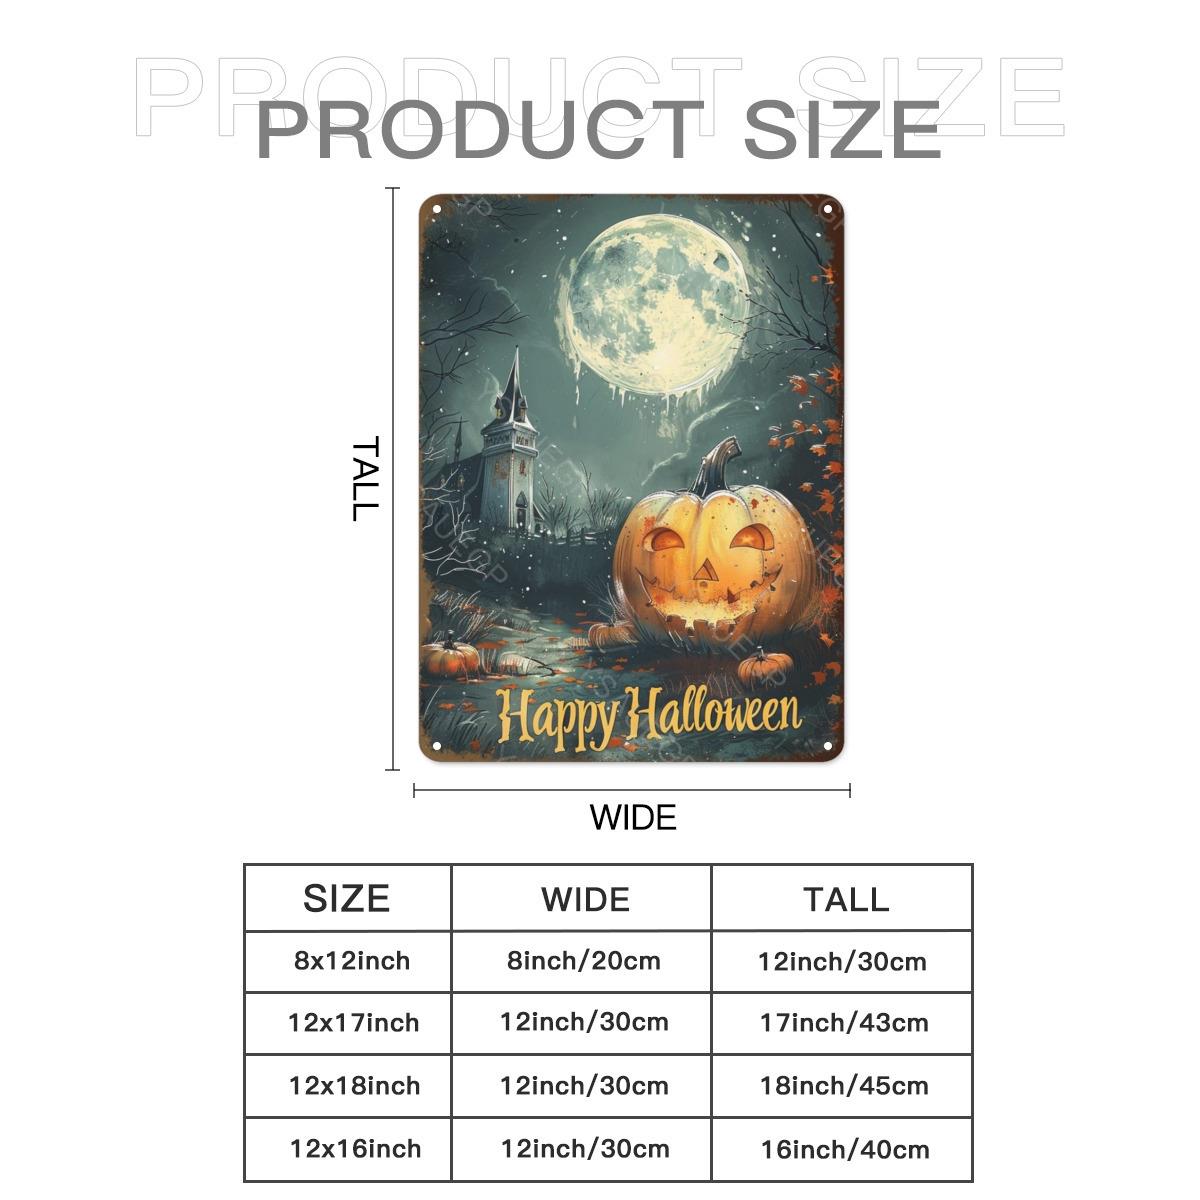 PRODUCT SIZE
PRODUCT SIZE
TALL
Happy Halloween
WIDE
SIZE WIDE TALL
8x12inch 8inch/20cm 12inch/30cm
12x17inch 12inch/30cm 17inch/43cm
12x18inch 12inch/30cm 18inch/45cm
12x16inch 12inch/30cm 16inch/40cm